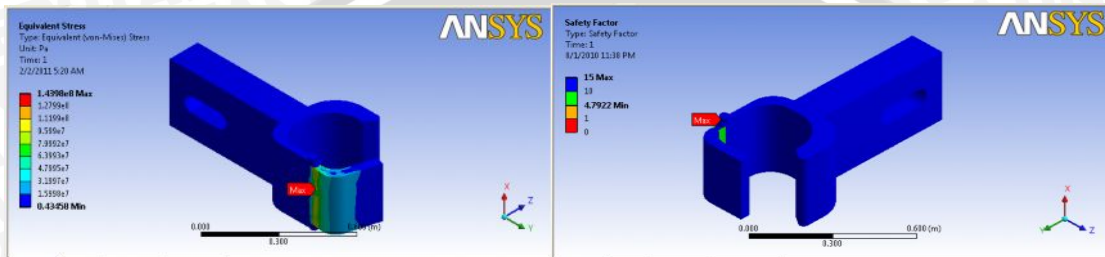 Equivalent Stress
Type: Equivalent (von-Mises) Stress
Unit: Pa
Time: 1
2/2/2011 5:20 AM
ANSYS
1.4398e8 Max
1.2799e8
1.1199e8
9.599e7
7.9992e7
6.3993e7
4.7995e7
3.1997e7
1.5998e7
0.43458 Min
Max
0.000
(m)
0.300
X
Z
Y
Safety Factor
Type: Safety Factor
Time: 1
8/1/2010 11:38 PM
ANSYS
15 Max
10
4.7922 Min
1
0
Max
0.000
0.600 (m)
0.300
X
Y
Z